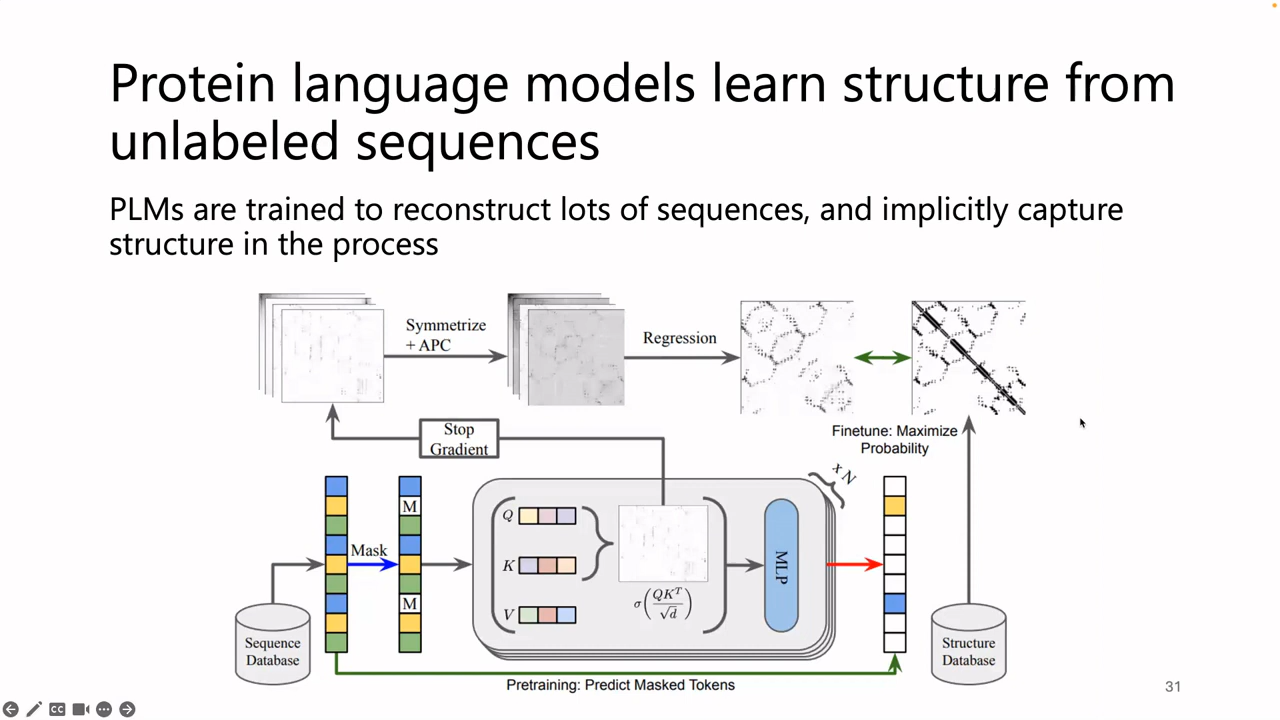 Protein language models learn structure from
unlabeled sequences
PLMs are trained to reconstruct lots of sequences, and implicitly capture
structure in the process
Symmetrize
+ APC
Regression
Stop
Gradient
Finetune: Maximize
Probability
x N
Mask
M
M
Q
K
V
σ(QK^T/√d)
MLP
Sequence
Database
Structure
Database
Pretraining: Predict Masked Tokens
31
CC